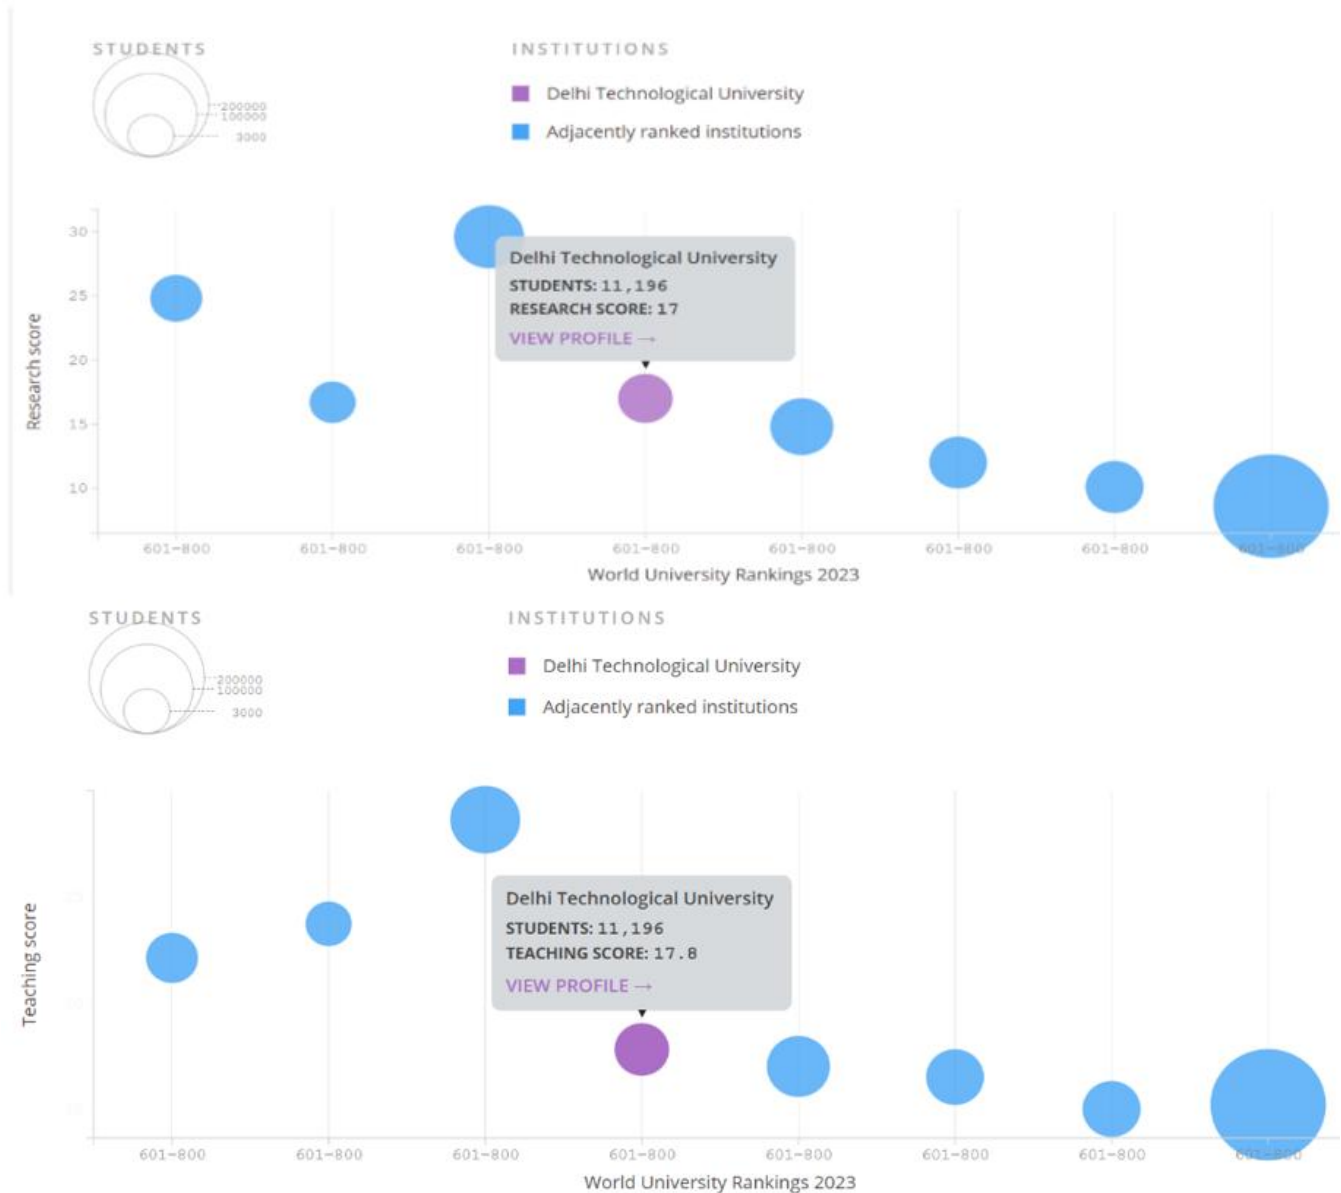 STUDENTS
INSTITUTIONS
200000
100000
3000
Delhi Technological University
Adjacently ranked institutions
Research score
30
25
20
15
10
Delhi Technological University
STUDENTS: 11,196
RESEARCH SCORE: 17
VIEW PROFILE →
601–800 601–800 601–800 601–800 601–800 601–800 601–800 601–800
World University Rankings 2023
STUDENTS
INSTITUTIONS
200000
100000
3000
Delhi Technological University
Adjacently ranked institutions
Teaching score
Delhi Technological University
STUDENTS: 11,196
TEACHING SCORE: 17.8
VIEW PROFILE →
601–800 601–800 601–800 601–800 601–800 601–800 601–800 601–800
World University Rankings 2023